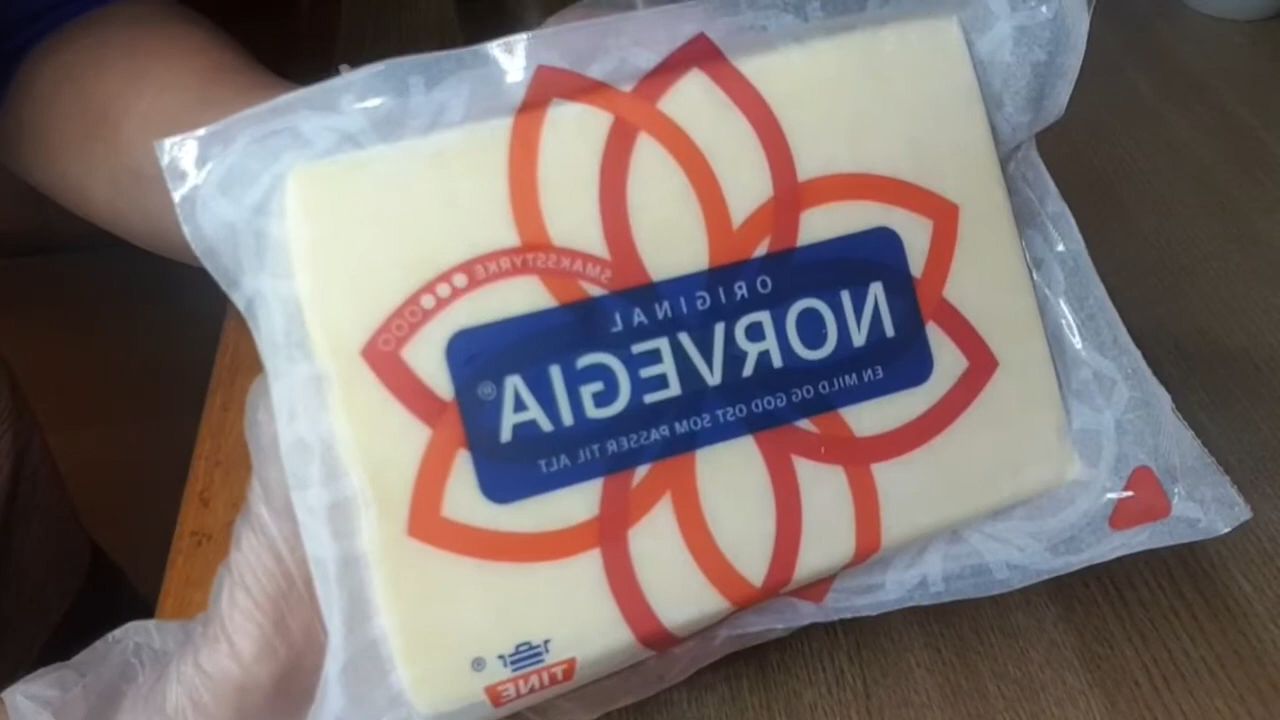 SMAKSSTYRKE
ORIGINAL
NORVEGIA®
EN MILD OG GOD OST SOM PASSER TIL ALT
TINE
®